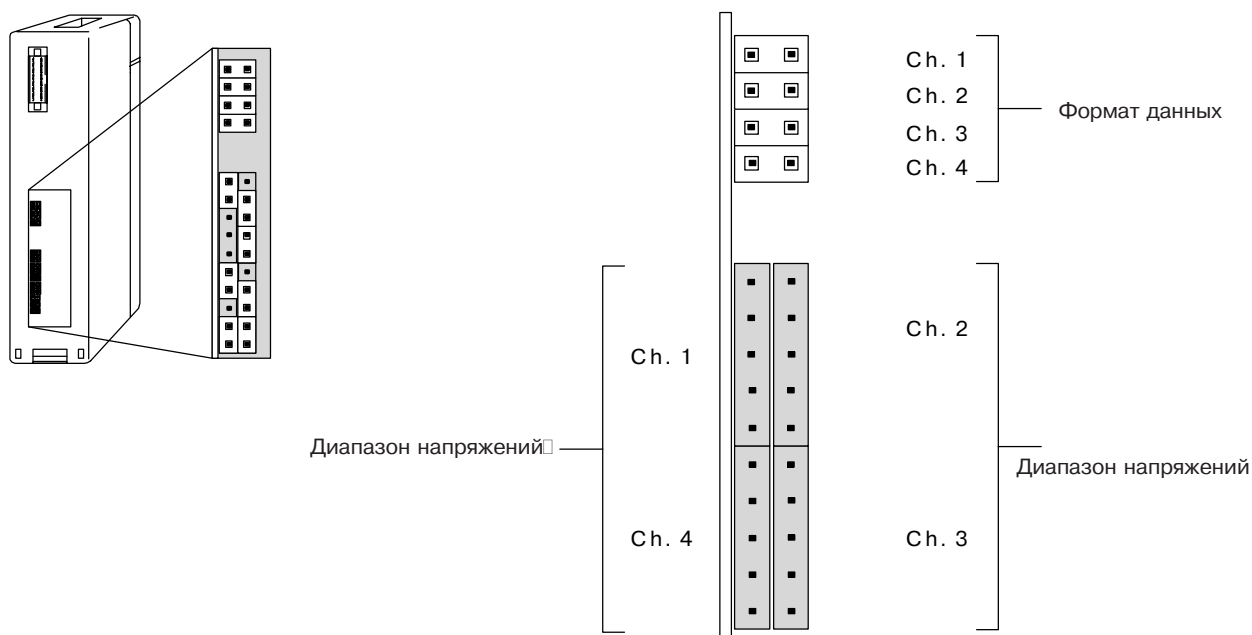 Ch. 1
Ch. 2
Формат данных
Ch. 3
Ch. 4
Ch. 2
Ch. 1
Диапазон напряжений
Диапазон напряжений
Ch. 4
Ch. 3